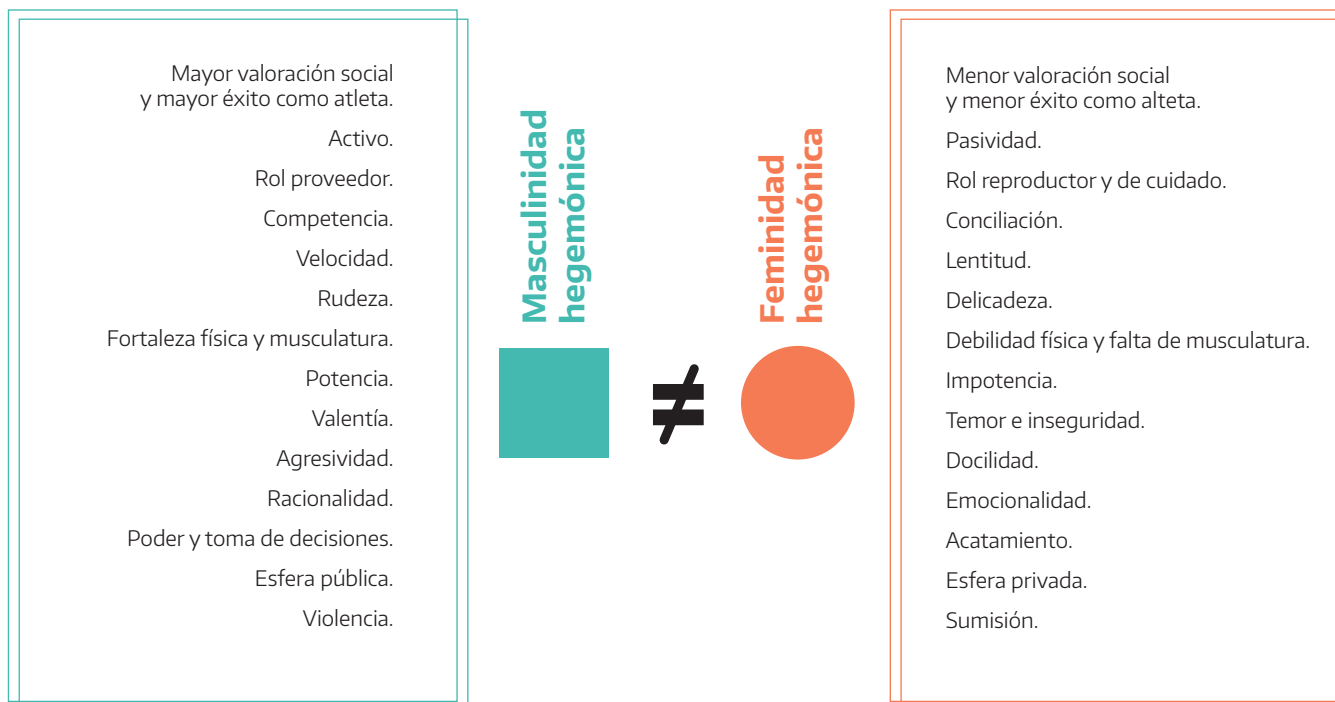 Mayor valoración social
y mayor éxito como atleta.
Activo.
Rol proveedor.
Competencia.
Velocidad.
Rudeza.
Fortaleza física y musculatura.
Potencia.
Valentía.
Agresividad.
Racionalidad.
Poder y toma de decisiones.
Esfera pública.
Violencia.
Masculinidad
hegemónica
≠
Feminidad
hegemónica
Menor valoración social
y menor éxito como alteta.
Pasividad.
Rol reproductor y de cuidado.
Conciliación.
Lentitud.
Delicadeza.
Debilidad física y falta de musculatura.
Impotencia.
Temor e inseguridad.
Docilidad.
Emocionalidad.
Acatamiento.
Esfera privada.
Sumisión.